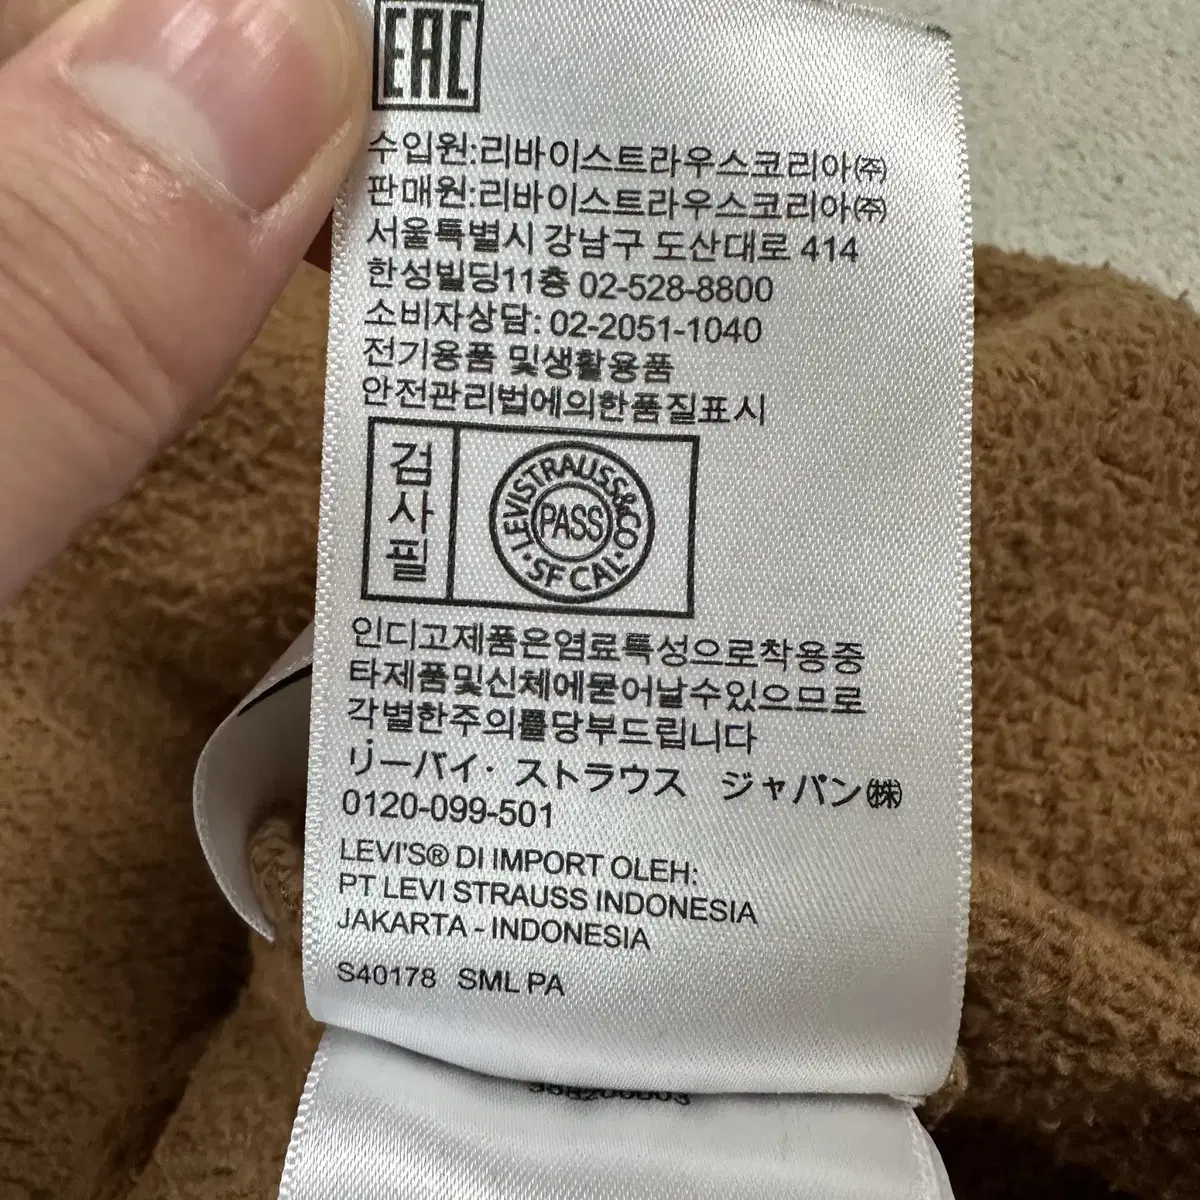 EAC
수입원:리바이스트라우스코리아㈜
판매원:리바이스트라우스코리아㈜
서울특별시 강남구 도산대로 414
한성빌딩11층 02-528-8800
소비자상담: 02-2051-1040
전기용품 및생활용품
안전관리법에의한품질표시
검
사
필
LEVI STRAUSS & CO
PASS
SF CAL
인디고제품은염료특성으로착용중
타제품및신체에묻어날수있으므로
각별한주의를당부드립니다
リーバイ・ストラウス ジャパン㈱
0120-099-501
LEVI'S® DI IMPORT OLEH:
PT LEVI STRAUSS INDONESIA
JAKARTA - INDONESIA
S40178 SML PA